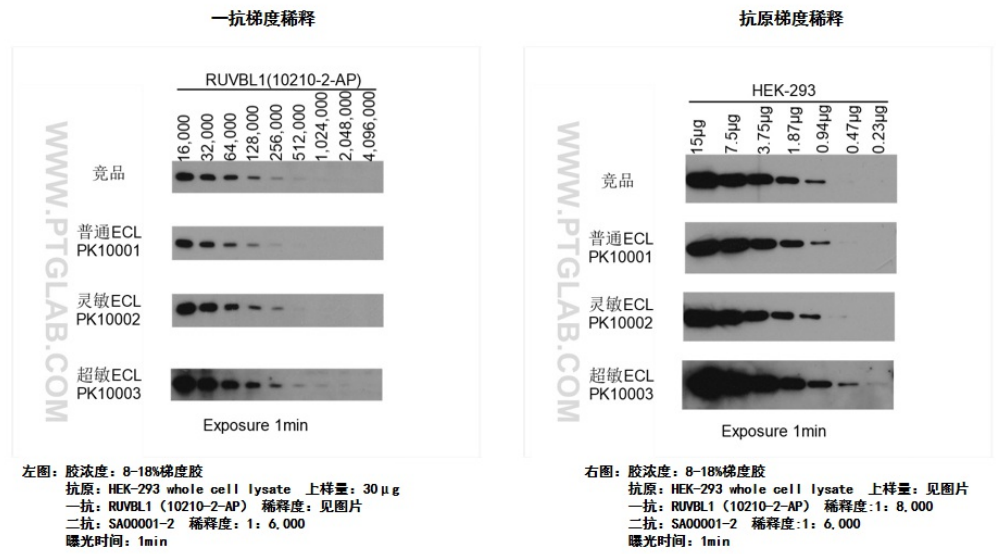 一抗梯度稀释
RUVBL1(10210-2-AP)
16,000
32,000
64,000
128,000
256,000
512,000
1,024,000
2,048,000
4,096,000
WWW.PTGLAB.COM
竞品
普通ECL
PK10001
灵敏ECL
PK10002
超敏ECL
PK10003
Exposure 1min
左图：胶浓度：8-18%梯度胶
抗原：HEK-293 whole cell lysate 上样量：30μg
一抗：RUVBL1（10210-2-AP） 稀释度：见图片
二抗：SA00001-2 稀释度：1：6,000
曝光时间：1min
抗原梯度稀释
HEK-293
15μg
7.5μg
3.75μg
1.87μg
0.94μg
0.47μg
0.23μg
WWW.PTGLAB.COM
竞品
普通ECL
PK10001
灵敏ECL
PK10002
超敏ECL
PK10003
Exposure 1min
右图：胶浓度：8-18%梯度胶
抗原：HEK-293 whole cell lysate 上样量：见图片
一抗：RUVBL1（10210-2-AP）稀释度:1：8,000
二抗：SA00001-2 稀释度:1：6,000
曝光时间：1min